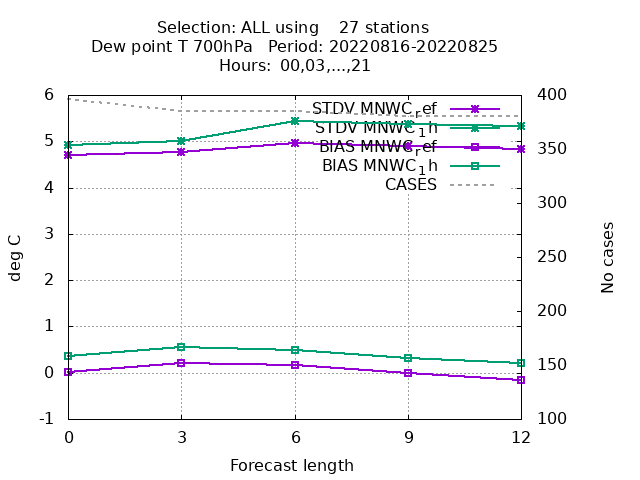 Selection: ALL using 27 stations
Dew point T 700hPa Period: 20220816-20220825
Hours: 00,03,...,21
STDV MNWC_ref
STDV MNWC_1h
BIAS MNWC_ref
BIAS MNWC_1h
CASES
deg C
6
5
4
3
2
1
0
-1
No cases
400
350
300
250
200
150
100
0 3 6 9 12
Forecast length